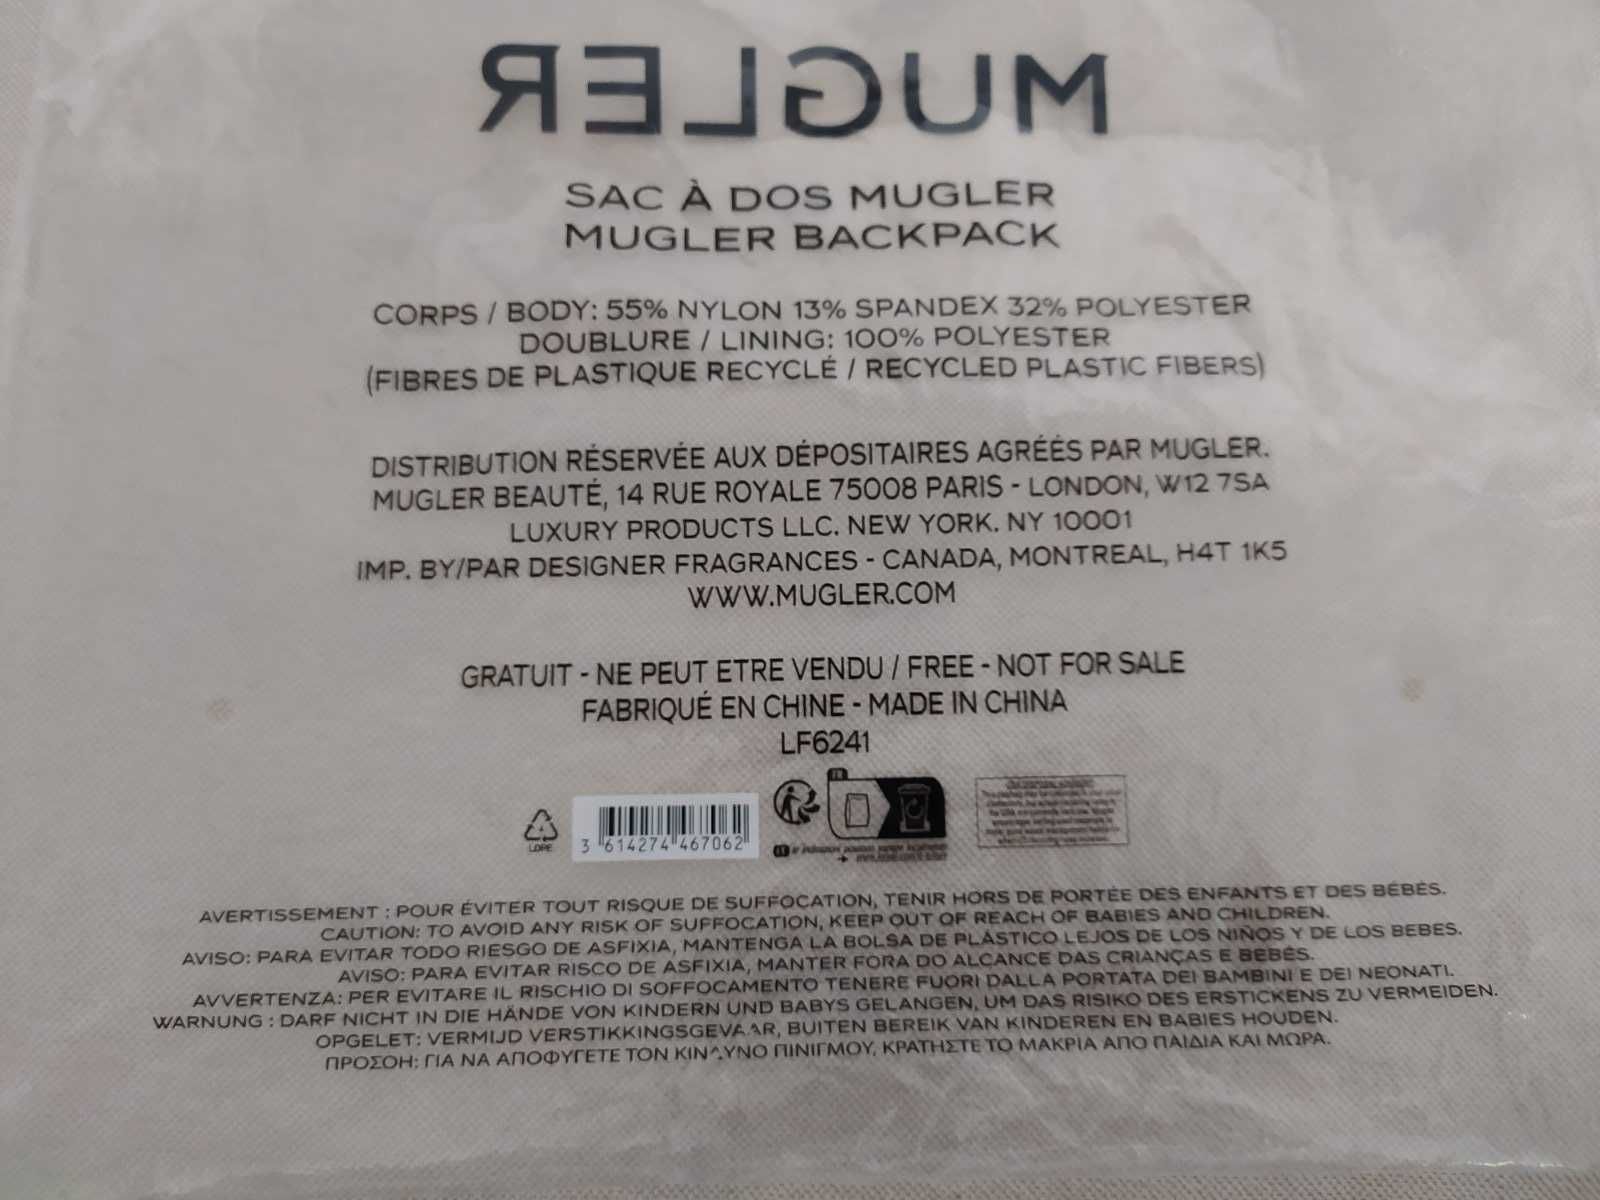 MUGLER
SAC À DOS MUGLER
MUGLER BACKPACK
CORPS / BODY: 55% NYLON 13% SPANDEX 32% POLYESTER
DOUBLURE / LINING: 100% POLYESTER
(FIBRES DE PLASTIQUE RECYCLÉ / RECYCLED PLASTIC FIBERS)
DISTRIBUTION RÉSERVÉE AUX DÉPOSITAIRES AGRÉÉS PAR MUGLER.
MUGLER BEAUTÉ, 14 RUE ROYALE 75008 PARIS - LONDON, W12 7SA
LUXURY PRODUCTS LLC. NEW YORK. NY 10001
IMP. BY/PAR DESIGNER FRAGRANCES - CANADA, MONTREAL, H4T 1K5
WWW.MUGLER.COM
GRATUIT - NE PEUT ETRE VENDU / FREE - NOT FOR SALE
FABRIQUÉ EN CHINE - MADE IN CHINA
LF6241
FR
LDPE
3 614274 467062
AVERTISSEMENT : POUR ÉVITER TOUT RISQUE DE SUFFOCATION, TENIR HORS DE PORTÉE DES ENFANTS ET DES BÉBÉS.
CAUTION: TO AVOID ANY RISK OF SUFFOCATION, KEEP OUT OF REACH OF BABIES AND CHILDREN.
AVISO: PARA EVITAR TODO RIESGO DE ASFIXIA, MANTENGA LA BOLSA DE PLÁSTICO LEJOS DE LOS NIÑOS Y DE LOS BEBES.
AVISO: PARA EVITAR RISCO DE ASFIXIA, MANTER FORA DO ALCANCE DAS CRIANÇAS E BEBÉS.
AVVERTENZA: PER EVITARE IL RISCHIO DI SOFFOCAMENTO TENERE FUORI DALLA PORTATA DEI BAMBINI E DEI NEONATI.
WARNUNG : DARF NICHT IN DIE HÄNDE VON KINDERN UND BABYS GELANGEN, UM DAS RISIKO DES ERSTICKENS ZU VERMEIDEN.
OPGELET: VERMIJD VERSTIKKINGSGEVAAR, BUITEN BEREIK VAN KINDEREN EN BABIES HOUDEN.
ΠΡΟΣΟΗ: ΓΙΑ ΝΑ ΑΠΟΦΥΓΕΤΕ ΤΟΝ ΚΙΝΔΥΝΟ ΠΙΝΙΓΜΟΥ, ΚΡΑΤΗΣΤΕ ΤΟ ΜΑΚΡΙΑ ΑΠΟ ΠΑΙΔΙΑ ΚΑΙ ΜΩΡΑ.